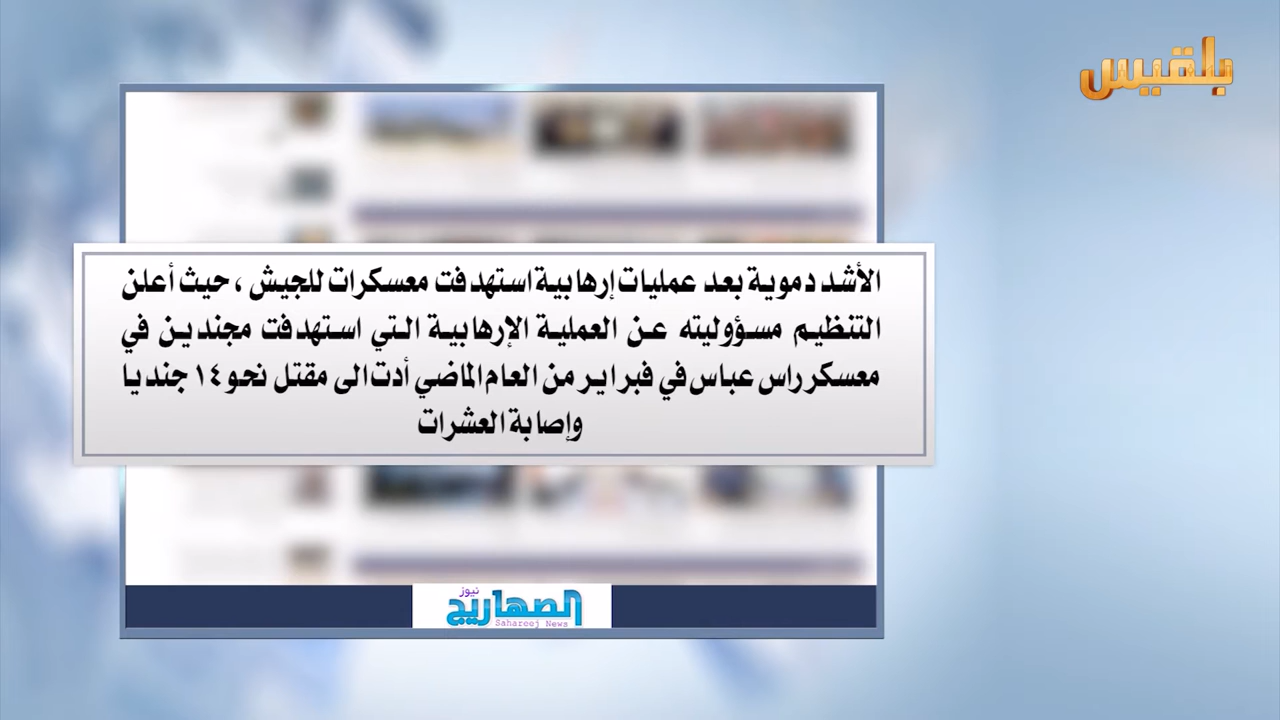 بلقيس
الأشد دموية بعد عمليات إرهابية استهدفت معسكرات للجيش ، حيث أعلن
التنظيم مسؤوليته عن العملية الإرهابية التي استهدفت مجندين في
معسكر راس عباس في فبراير من العام الماضي أدت الى مقتل نحو ١٤ جنديا
وإصابة العشرات
نيوز
الصهاريج
Sahareej News